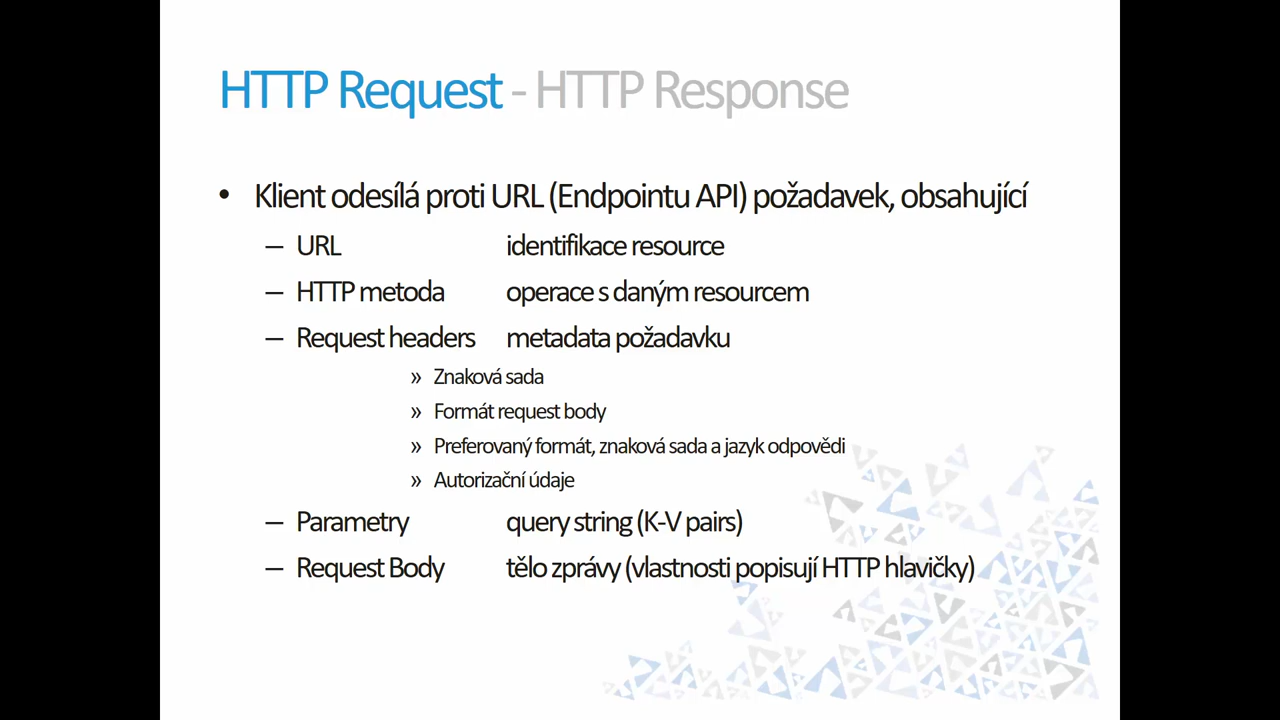 HTTP Request - HTTP Response
• Klient odesílá proti URL (Endpointu API) požadavek, obsahující
– URL identifikace resource
– HTTP metoda operace s daným resourcem
– Request headers metadata požadavku
» Znaková sada
» Formát request body
» Preferovaný formát, znaková sada a jazyk odpovědi
» Autorizační údaje
– Parametry query string (K-V pairs)
– Request Body tělo zprávy (vlastnosti popisují HTTP hlavičky)